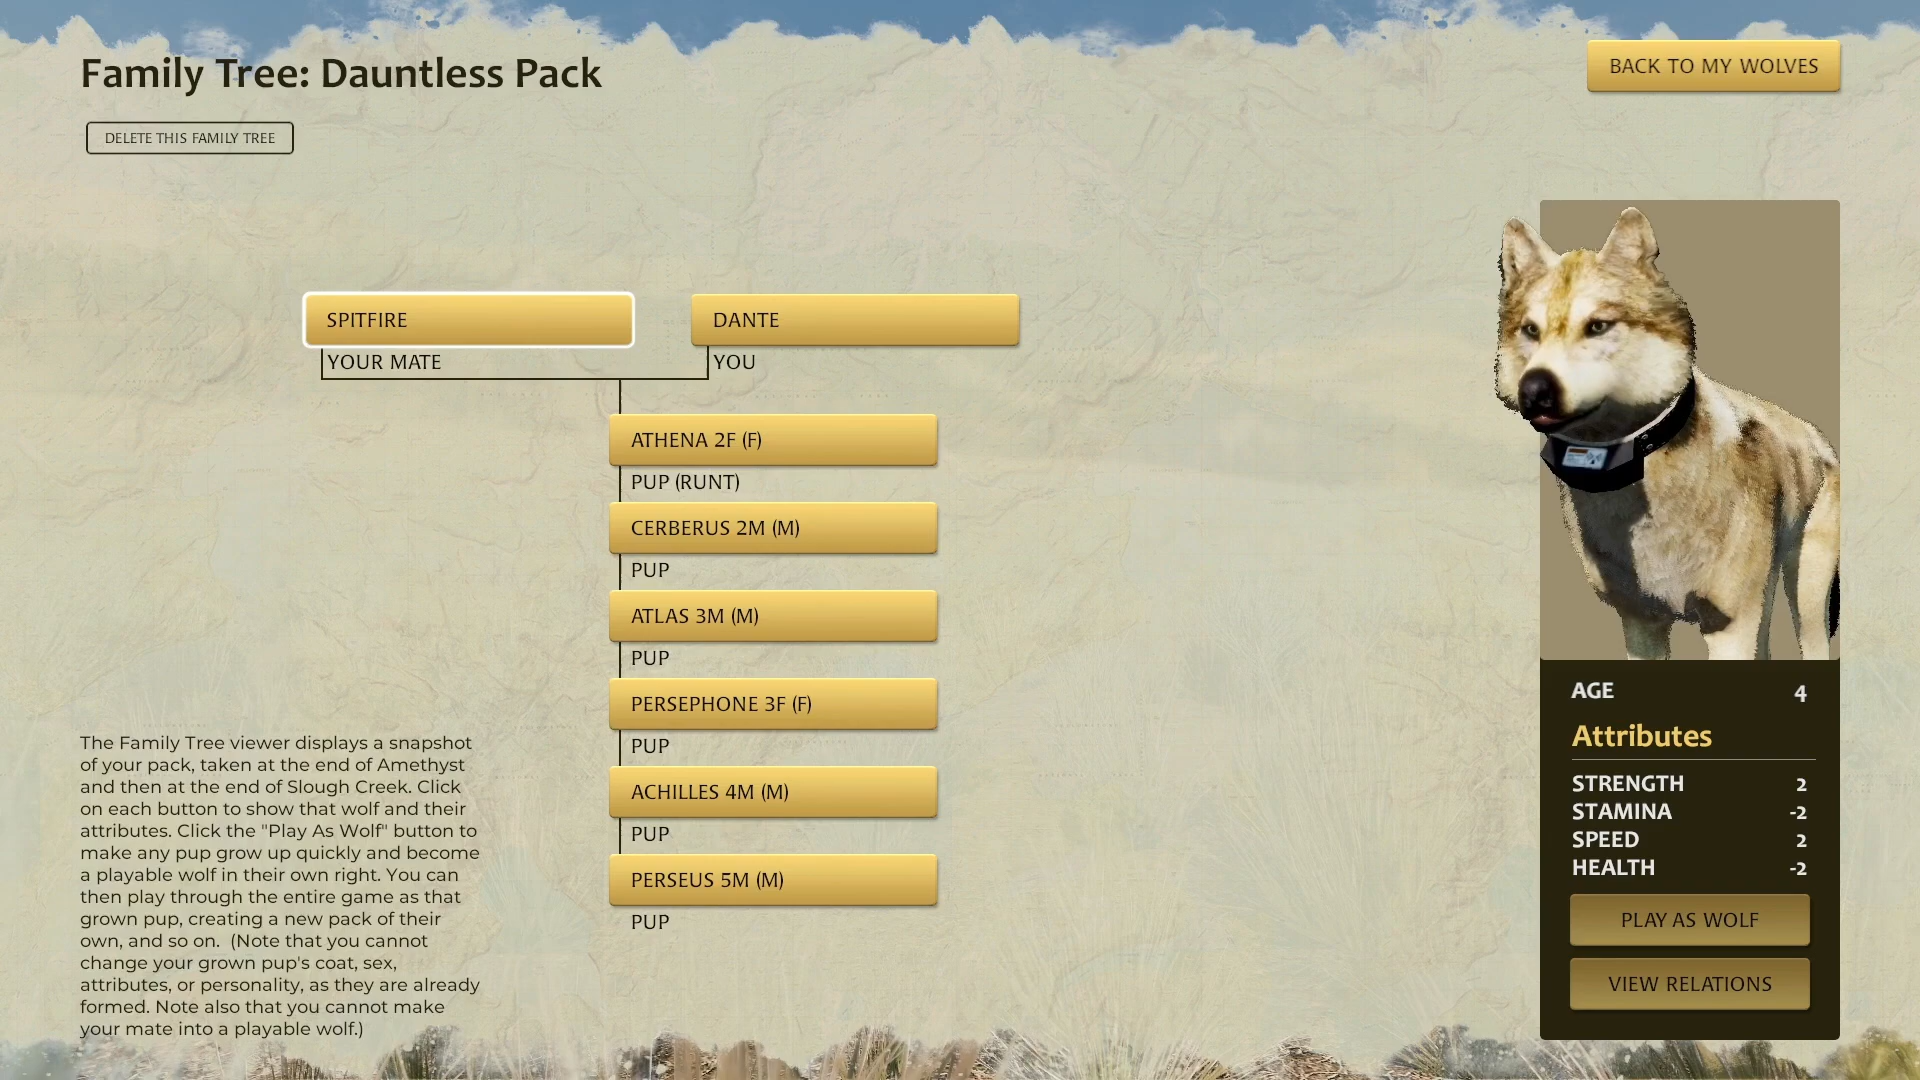 Family Tree: Dauntless Pack
BACK TO MY WOLVES
DELETE THIS FAMILY TREE
SPITFIRE
YOUR MATE
DANTE
YOU
ATHENA 2F (F)
PUP (RUNT)
CERBERUS 2M (M)
PUP
ATLAS 3M (M)
PUP
PERSEPHONE 3F (F)
PUP
ACHILLES 4M (M)
PUP
PERSEUS 5M (M)
PUP
The Family Tree viewer displays a snapshot
of your pack, taken at the end of Amethyst
and then at the end of Slough Creek. Click
on each button to show that wolf and their
attributes. Click the "Play As Wolf" button to
make any pup grow up quickly and become
a playable wolf in their own right. You can
then play through the entire game as that
grown pup, creating a new pack of their
own, and so on.  (Note that you cannot
change your grown pup's coat, sex,
attributes, or personality, as they are already
formed. Note also that you cannot make
your mate into a playable wolf.)
AGE 4
Attributes
STRENGTH 2
STAMINA -2
SPEED 2
HEALTH -2
PLAY AS WOLF
VIEW RELATIONS